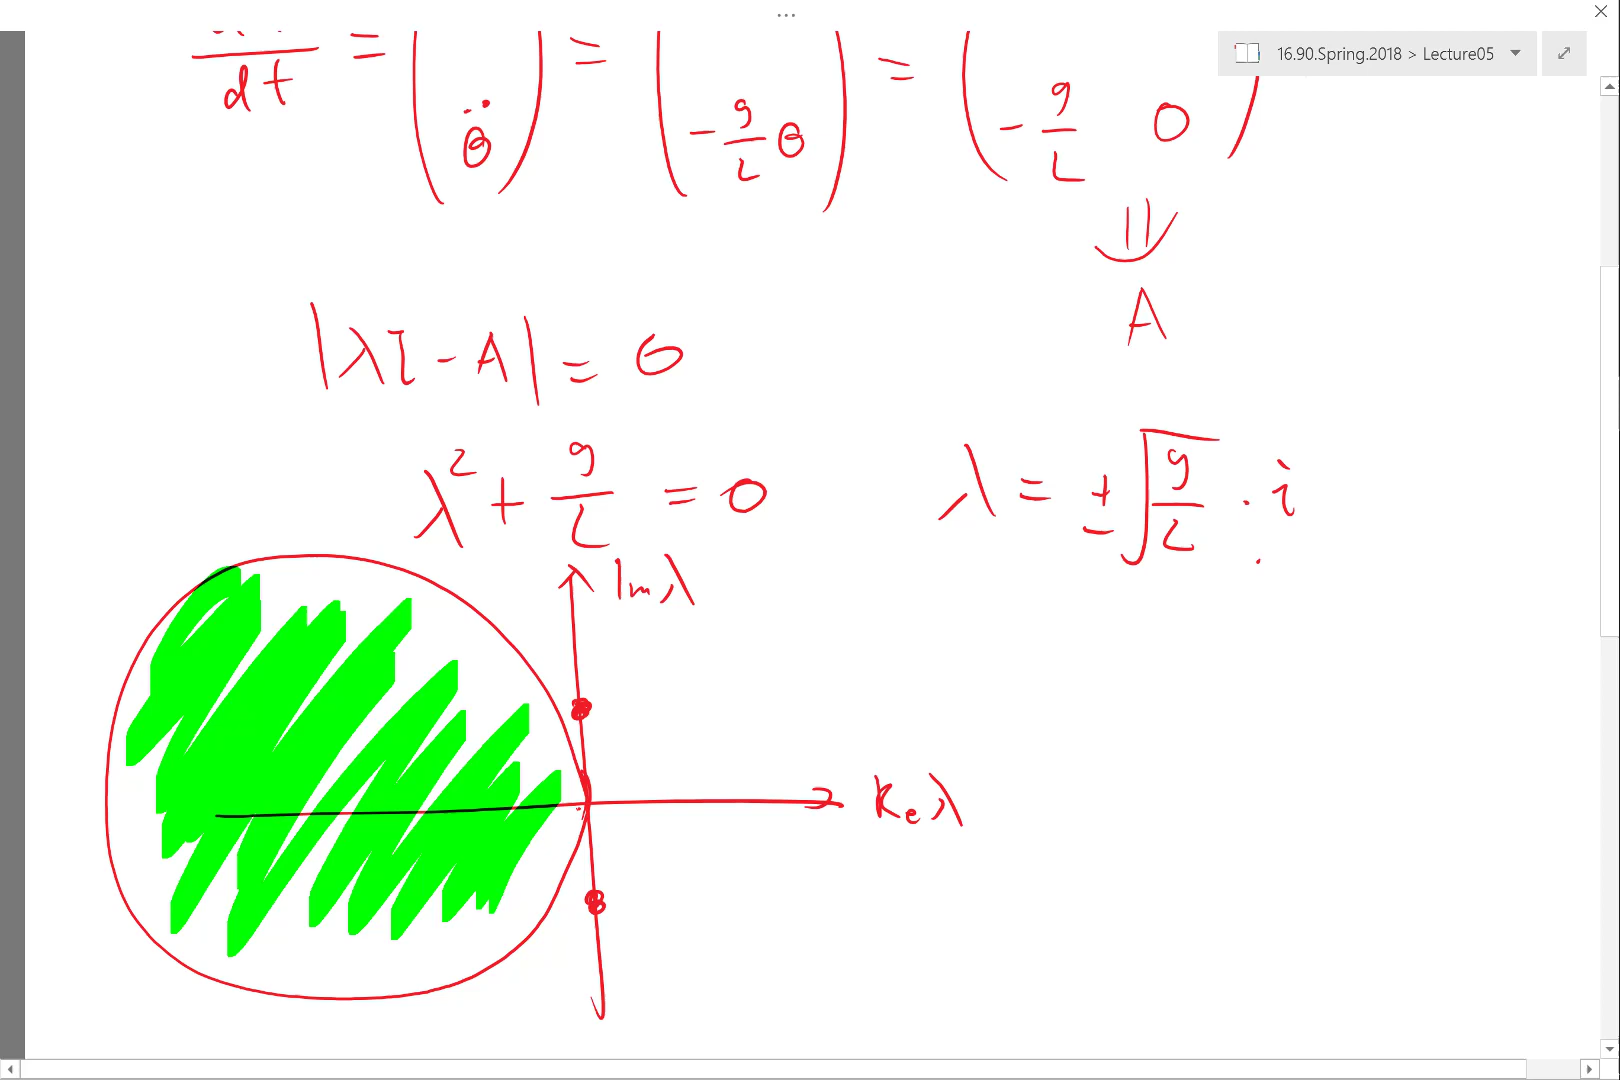 16.90.Spring.2018 > Lecture05
dt = ( θ̈ ) = ( -g/L θ ) = ( -g/L 0 )
A
|λI - A| = 0
λ² + g/L = 0
λ = ± √(g/L) · i
Im λ
Re λ